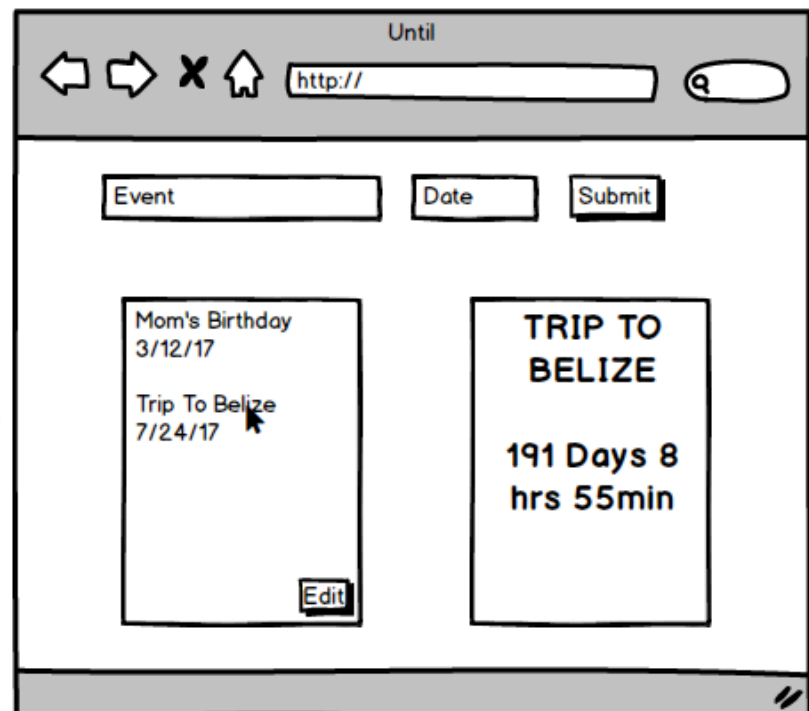 Until
http://
Event
Date
Submit
Mom's Birthday
3/12/17
Trip To Belize
7/24/17
Edit
TRIP TO
BELIZE
191 Days 8
hrs 55min